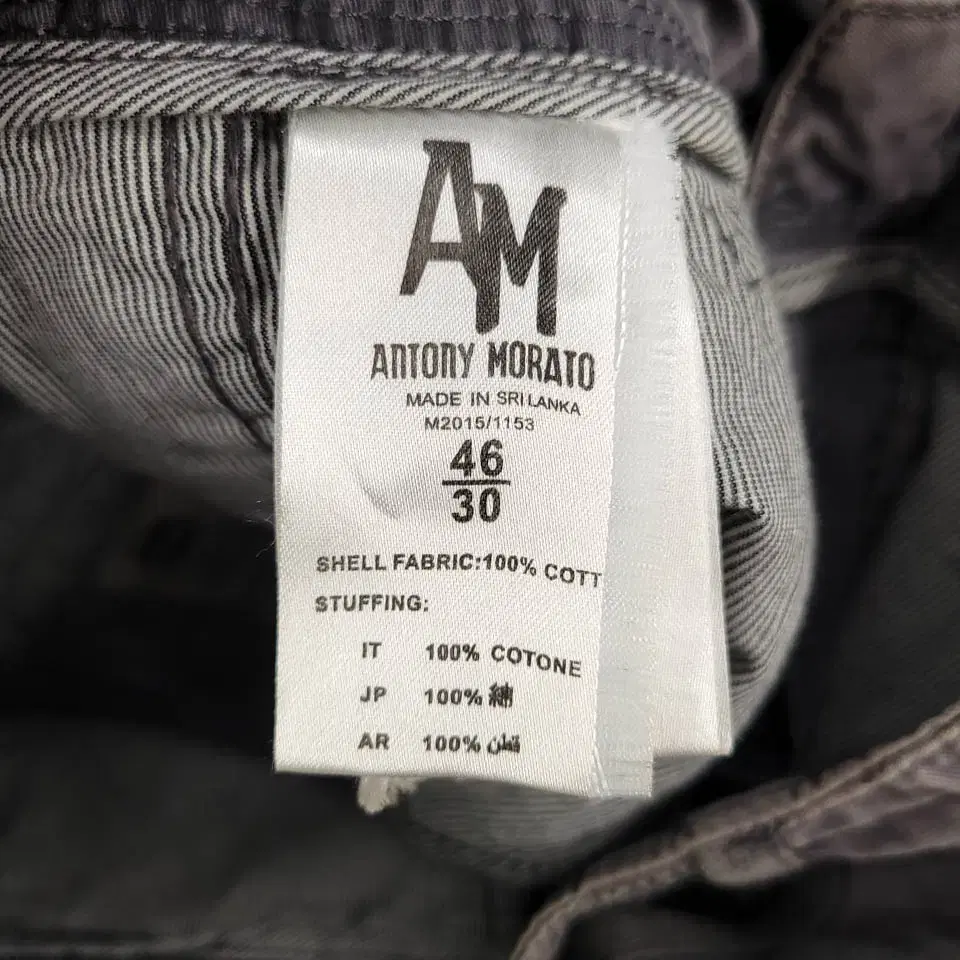 AM
ANTONY MORATO
MADE IN SRI LANKA
M2015/1153
46
30
SHELL FABRIC:100% COTT
STUFFING:
IT 100% COTONE
JP 100%
AR 100% قطن